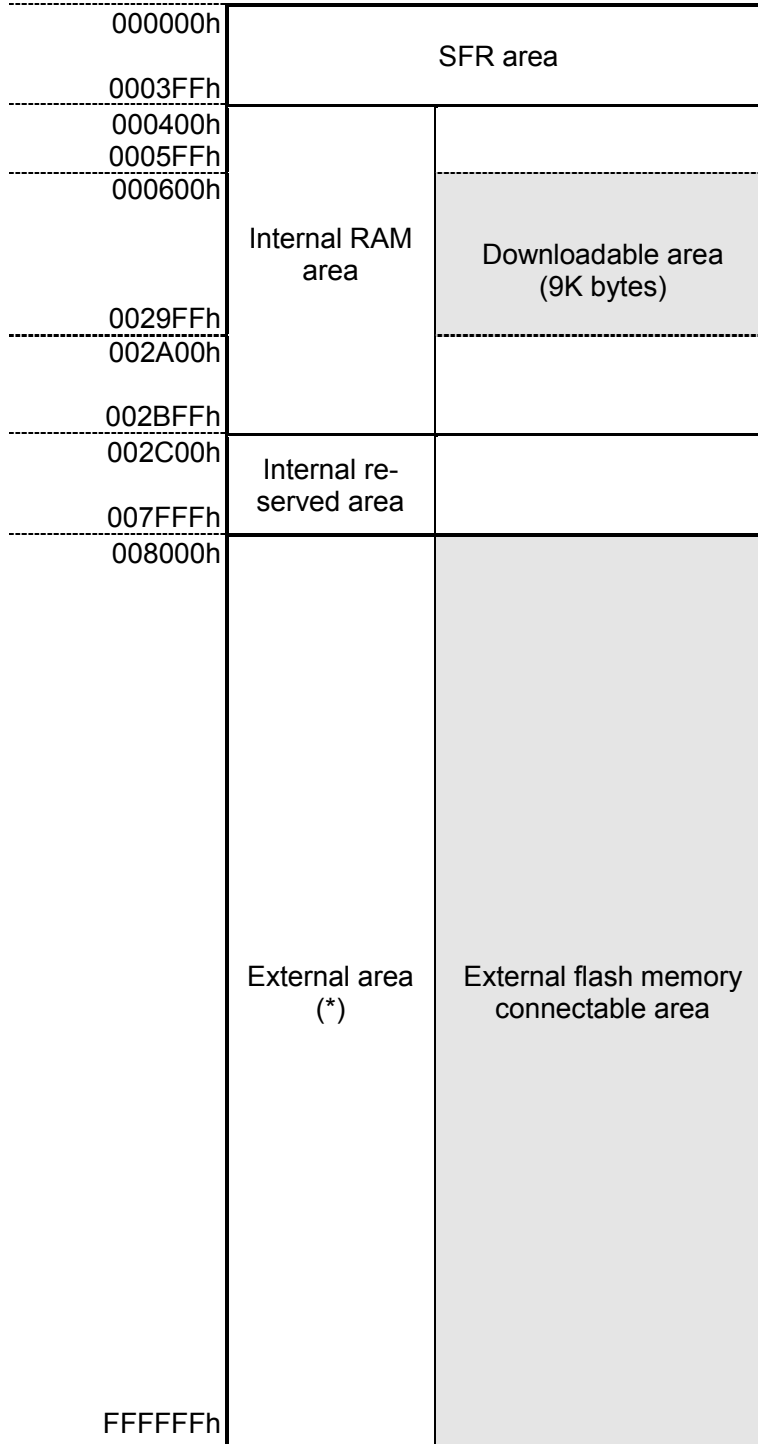 000000h
SFR area
0003FFh
000400h
0005FFh
000600h
Internal RAM
area
Downloadable area
(9K bytes)
0029FFh
002A00h
002BFFh
002C00h
Internal re-
served area
007FFFh
008000h
External area
(*)
External flash memory
connectable area
FFFFFFh